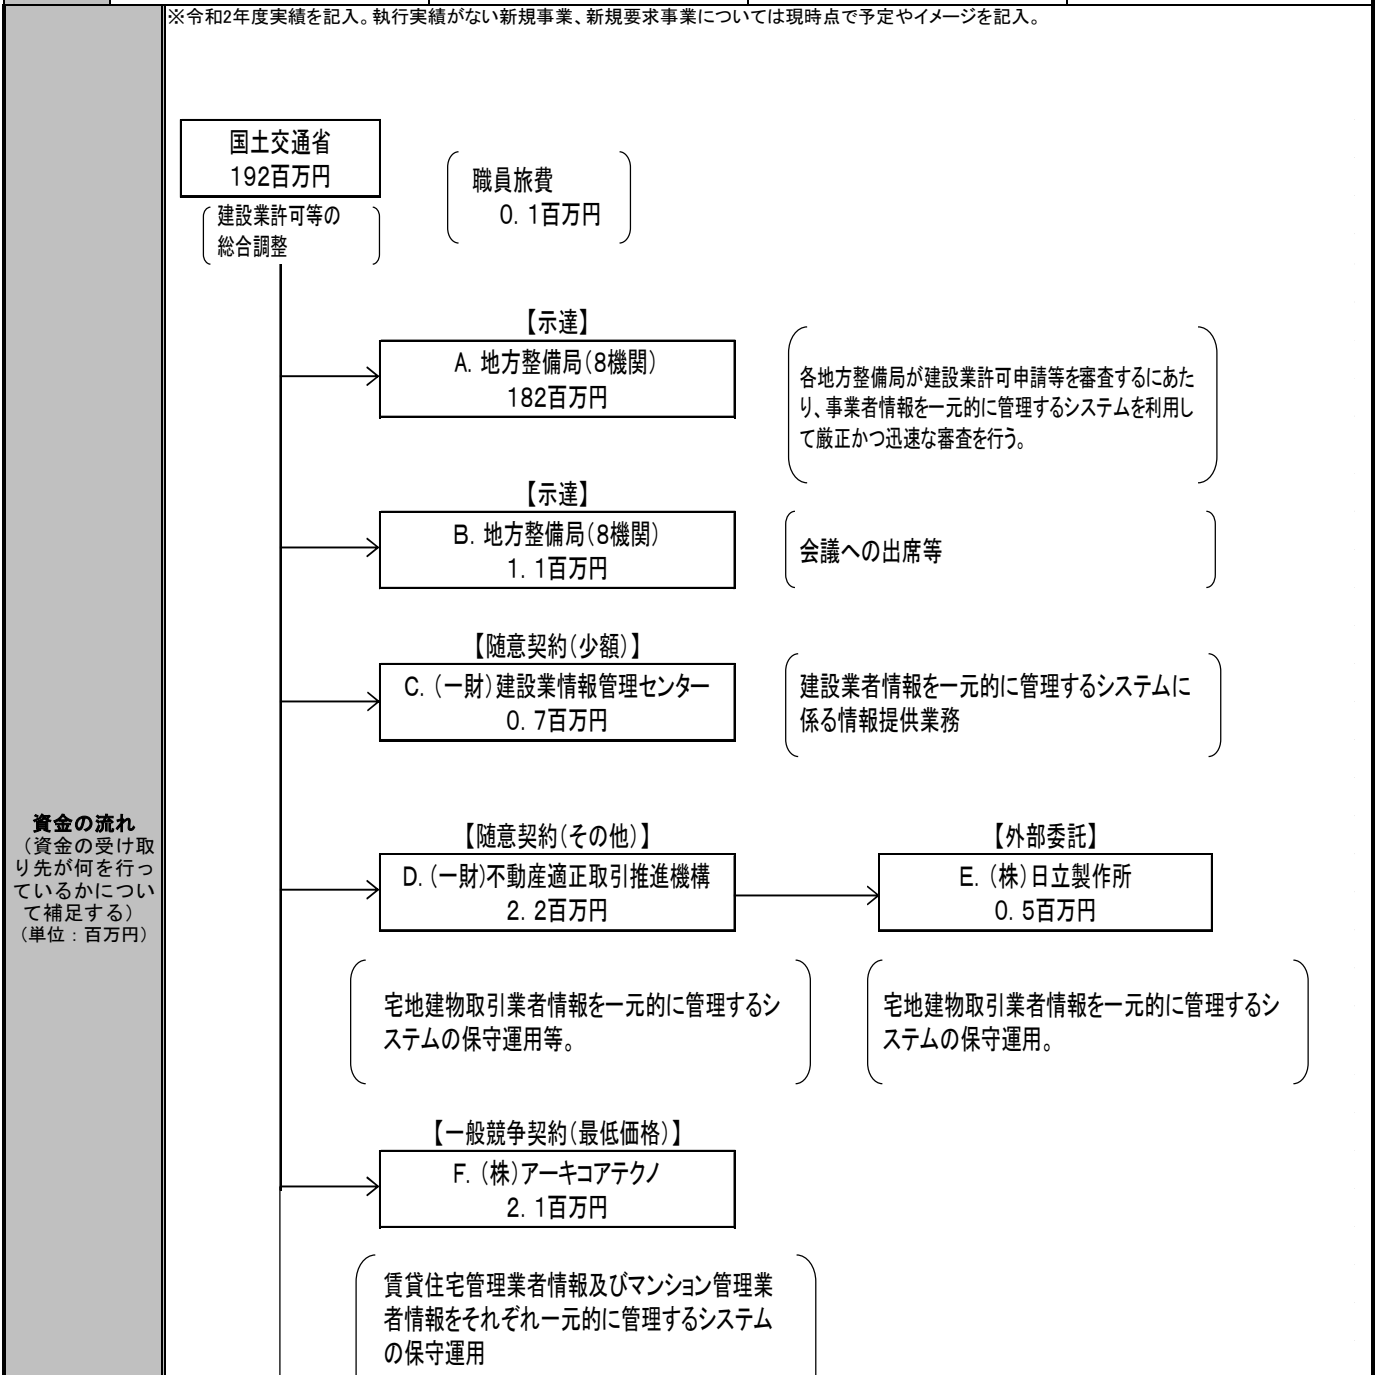 ※令和2年度実績を記入。執行実績がない新規事業、新規要求事業については現時点で予定やイメージを記入。
国土交通省
192百万円
建設業許可等の
総合調整
職員旅費
0．1百万円
【示達】
A．地方整備局（8機関）
182百万円
各地方整備局が建設業許可申請等を審査するにあた
り、事業者情報を一元的に管理するシステムを利用し
て厳正かつ迅速な審査を行う。
【示達】
B．地方整備局（8機関）
1．1百万円
会議への出席等
【随意契約（少額）】
C．（一財）建設業情報管理センター
0．7百万円
建設業者情報を一元的に管理するシステムに
係る情報提供業務
資金の流れ
（資金の受け取
り先が何を行っ
ているかについ
て補足する）
（単位：百万円）
【随意契約（その他）】
D．（一財）不動産適正取引推進機構
2．2百万円
【外部委託】
E．（株）日立製作所
0．5百万円
宅地建物取引業者情報を一元的に管理するシ
ステムの保守運用等。
宅地建物取引業者情報を一元的に管理するシ
ステムの保守運用。
【一般競争契約（最低価格）】
F．（株）アーキコアテクノ
2．1百万円
賃貸住宅管理業者情報及びマンション管理業
者情報をそれぞれ一元的に管理するシステム
の保守運用